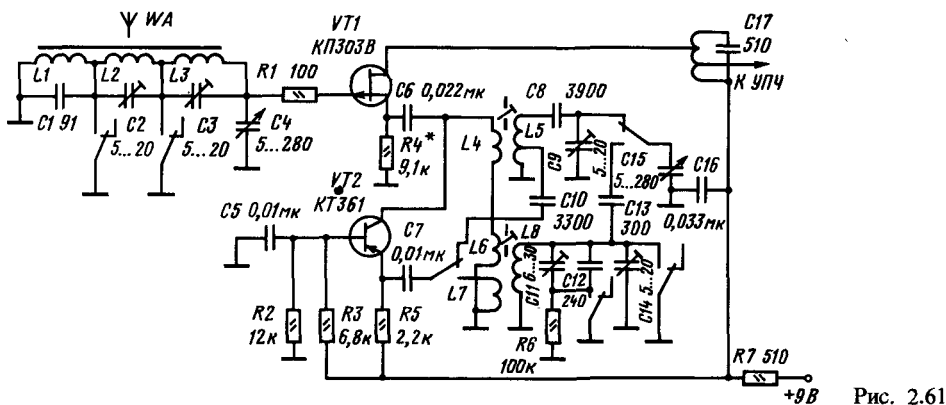 WA
VT1
КП303В
C17
510
L1
L2
L3
R1 100
К УПЧ
C6 0,022мк
C8 3900
C1 91
C2
5...20
C3
5...20
C4
5...280
R4*
9,1к
L4
L5
C9
5...20
C15
5...280
C16
0,033мк
VT2
КТ361
C10
3300
C13
300
C5 0,01мк
C7
0,01мк
L6
L8
L7
C11 6...30
C12
240
C14 5...20
R2
12к
R3
6,8к
R5
2,2к
R6
100к
R7 510
+9В
Рис. 2.61